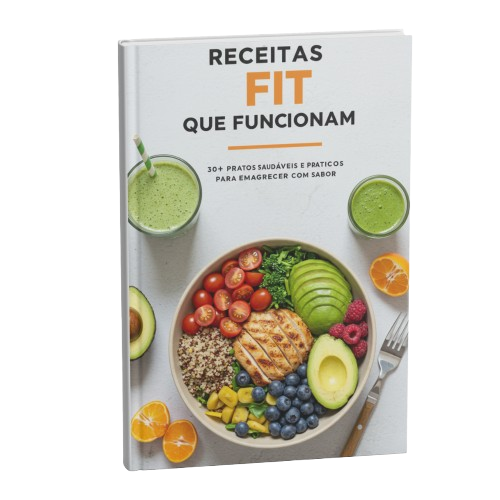 RECEITAS
FIT
QUE FUNCIONAM
30+ PRATOS SAUDÁVEIS E PRATICOS
PARA EMAGRECER COM SABOR